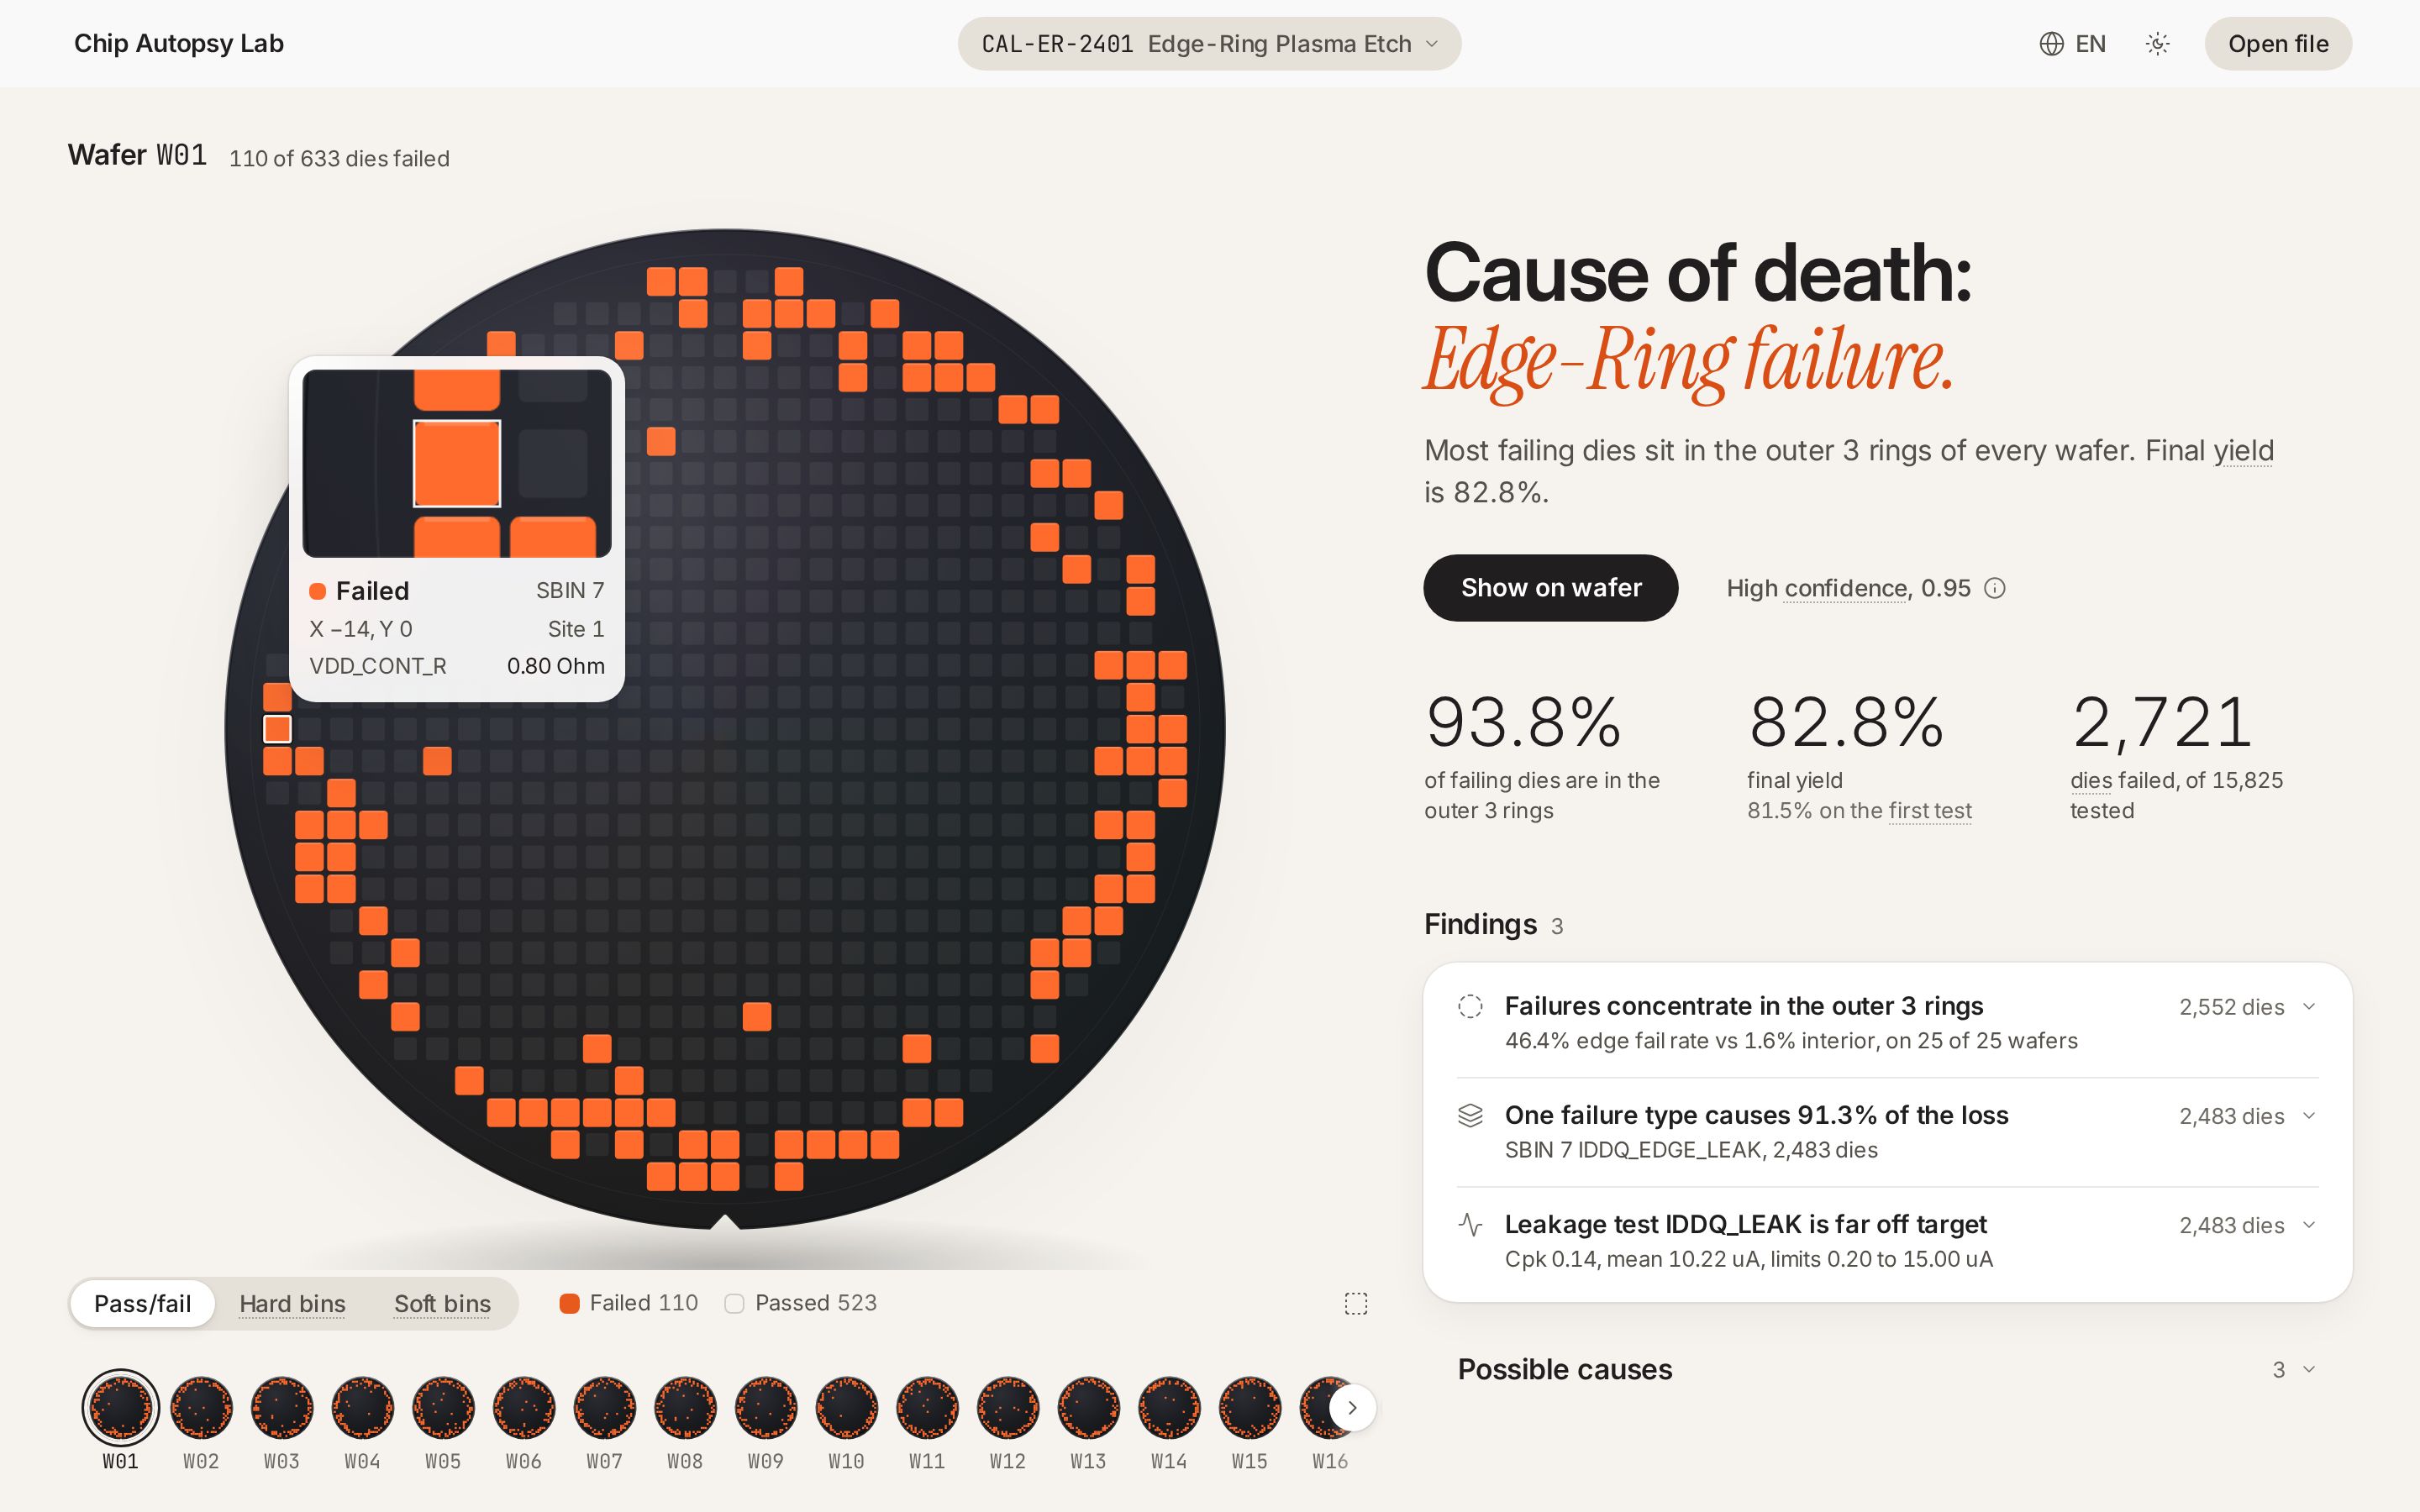 Chip Autopsy Lab
CAL-ER-2401 Edge-Ring Plasma Etch
EN
Open file
Wafer W01 110 of 633 dies failed
Failed SBIN 7
X −14, Y 0 Site 1
VDD_CONT_R 0.80 Ohm
Pass/fail Hard bins Soft bins Failed 110 Passed 523
W01 W02 W03 W04 W05 W06 W07 W08 W09 W10 W11 W12 W13 W14 W15 W16
Cause of death:
Edge-Ring failure.
Most failing dies sit in the outer 3 rings of every wafer. Final yield
is 82.8%.
Show on wafer High confidence, 0.95
93.8% 82.8% 2,721
of failing dies are in the final yield dies failed, of 15,825
outer 3 rings 81.5% on the first test tested
Findings 3
Failures concentrate in the outer 3 rings 2,552 dies
46.4% edge fail rate vs 1.6% interior, on 25 of 25 wafers
One failure type causes 91.3% of the loss 2,483 dies
SBIN 7 IDDQ_EDGE_LEAK, 2,483 dies
Leakage test IDDQ_LEAK is far off target 2,483 dies
Cpk 0.14, mean 10.22 uA, limits 0.20 to 15.00 uA
Possible causes 3